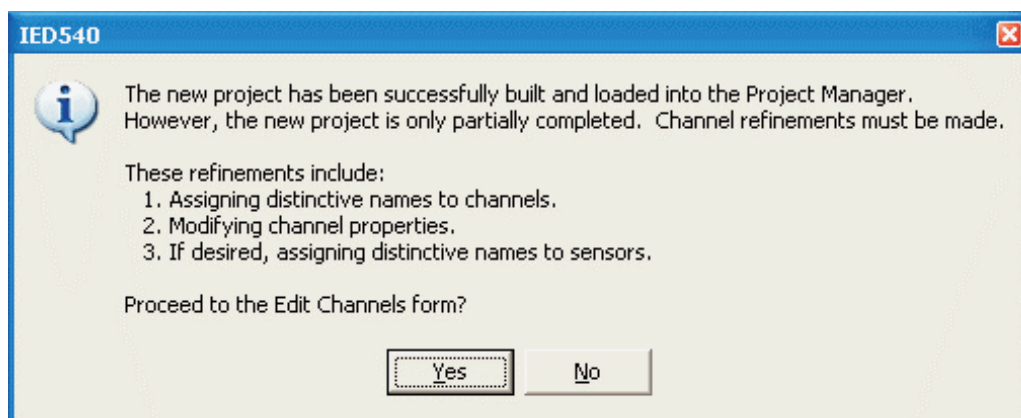 IED540
The new project has been successfully built and loaded into the Project Manager.
However, the new project is only partially completed.  Channel refinements must be made.
These refinements include:
1. Assigning distinctive names to channels.
2. Modifying channel properties.
3. If desired, assigning distinctive names to sensors.
Proceed to the Edit Channels form?
Yes No